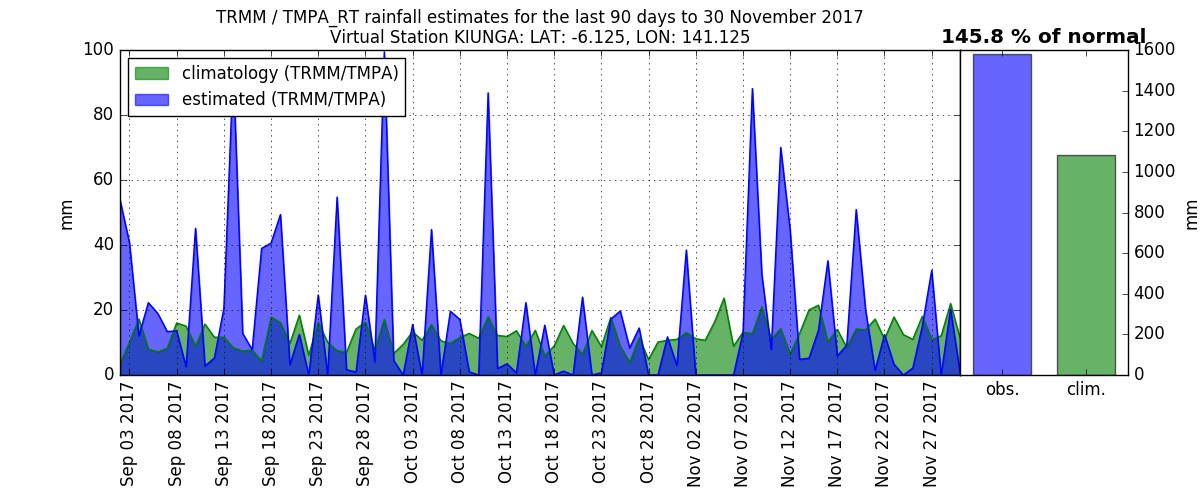 TRMM / TMPA_RT rainfall estimates for the last 90 days to 30 November 2017
Virtual Station KIUNGA: LAT: -6.125, LON: 141.125
145.8 % of normal
climatology (TRMM/TMPA)
estimated (TRMM/TMPA)
mm
100
80
60
40
20
0
Sep 03 2017
Sep 08 2017
Sep 13 2017
Sep 18 2017
Sep 23 2017
Sep 28 2017
Oct 03 2017
Oct 08 2017
Oct 13 2017
Oct 18 2017
Oct 23 2017
Oct 28 2017
Nov 02 2017
Nov 07 2017
Nov 12 2017
Nov 17 2017
Nov 22 2017
Nov 27 2017
obs.
clim.
1600
1400
1200
1000
800
600
400
200
0
mm